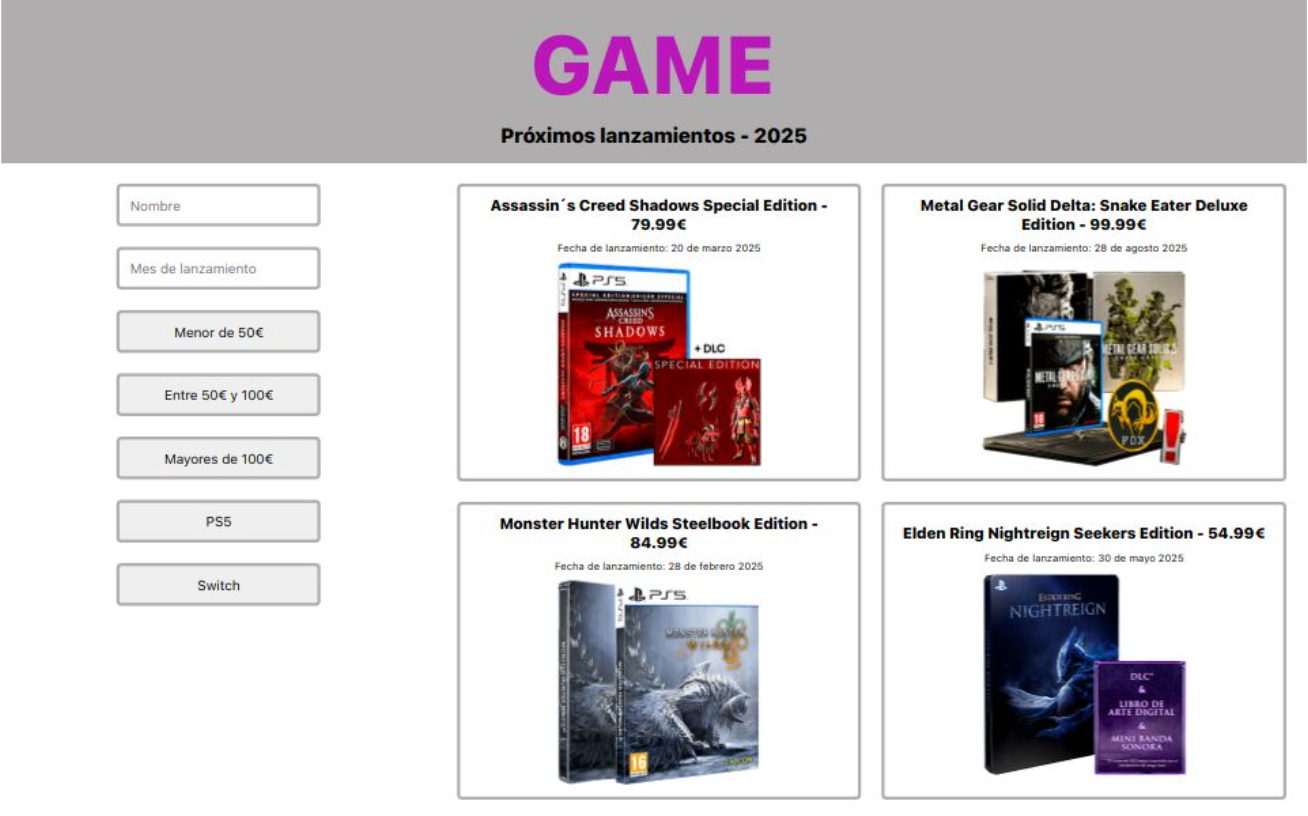 GAME
Próximos lanzamientos - 2025
Nombre
Mes de lanzamiento
Menor de 50€
Entre 50€ y 100€
Mayores de 100€
PS5
Switch
Assassin´s Creed Shadows Special Edition -
79.99€
Fecha de lanzamiento: 20 de marzo 2025
PS5
ASSASSIN'S
CREED
SHADOWS
+ DLC
SPECIAL EDITION
18
Metal Gear Solid Delta: Snake Eater Deluxe
Edition - 99.99€
Fecha de lanzamiento: 28 de agosto 2025
PS5
METAL GEAR SOLID
METAL GEAR
18
FOX
Monster Hunter Wilds Steelbook Edition -
84.99€
Fecha de lanzamiento: 28 de febrero 2025
PS5
MONSTER HUNTER
WILDS
16
CAPCOM
Elden Ring Nightreign Seekers Edition - 54.99€
Fecha de lanzamiento: 30 de mayo 2025
ELDEN RING
NIGHTREIGN
DLC*
&
LIBRO DE
ARTE DIGITAL
&
MINI BANDA
SONORA